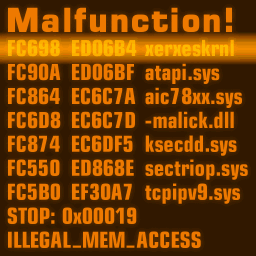 Malfunction!
FC698 ED06B4 xerxeskrnl
FC90A ED06BF atapi.sys
FC864 EC6C7A aic78xx.sys
FC6D8 EC6C7D -malick.dll
FC874 EC6DF5 ksecdd.sys
FC550 ED868E sectriop.sys
FC5B0 EF30A7 tcpipv9.sys
STOP: 0x00019
ILLEGAL_MEM_ACCESS